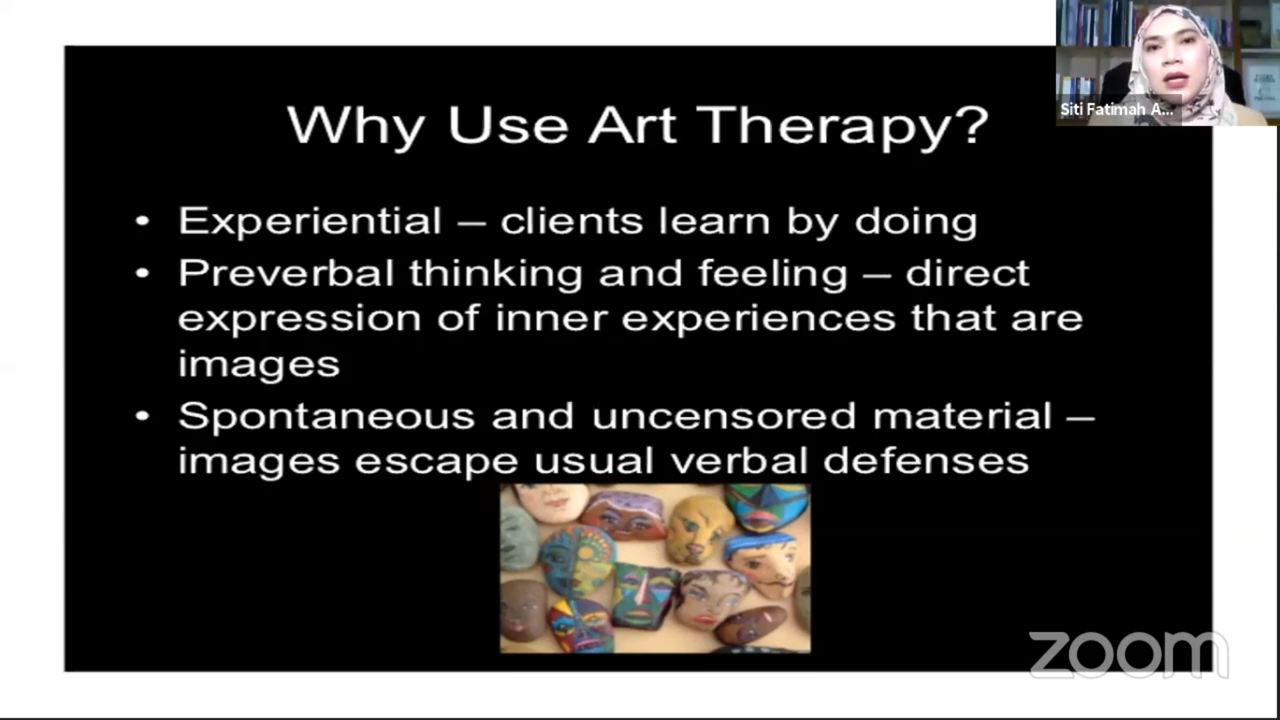 Siti Fatimah A...
Why Use Art Therapy?
• Experiential – clients learn by doing
• Preverbal thinking and feeling – direct
expression of inner experiences that are
images
• Spontaneous and uncensored material –
images escape usual verbal defenses
zoom